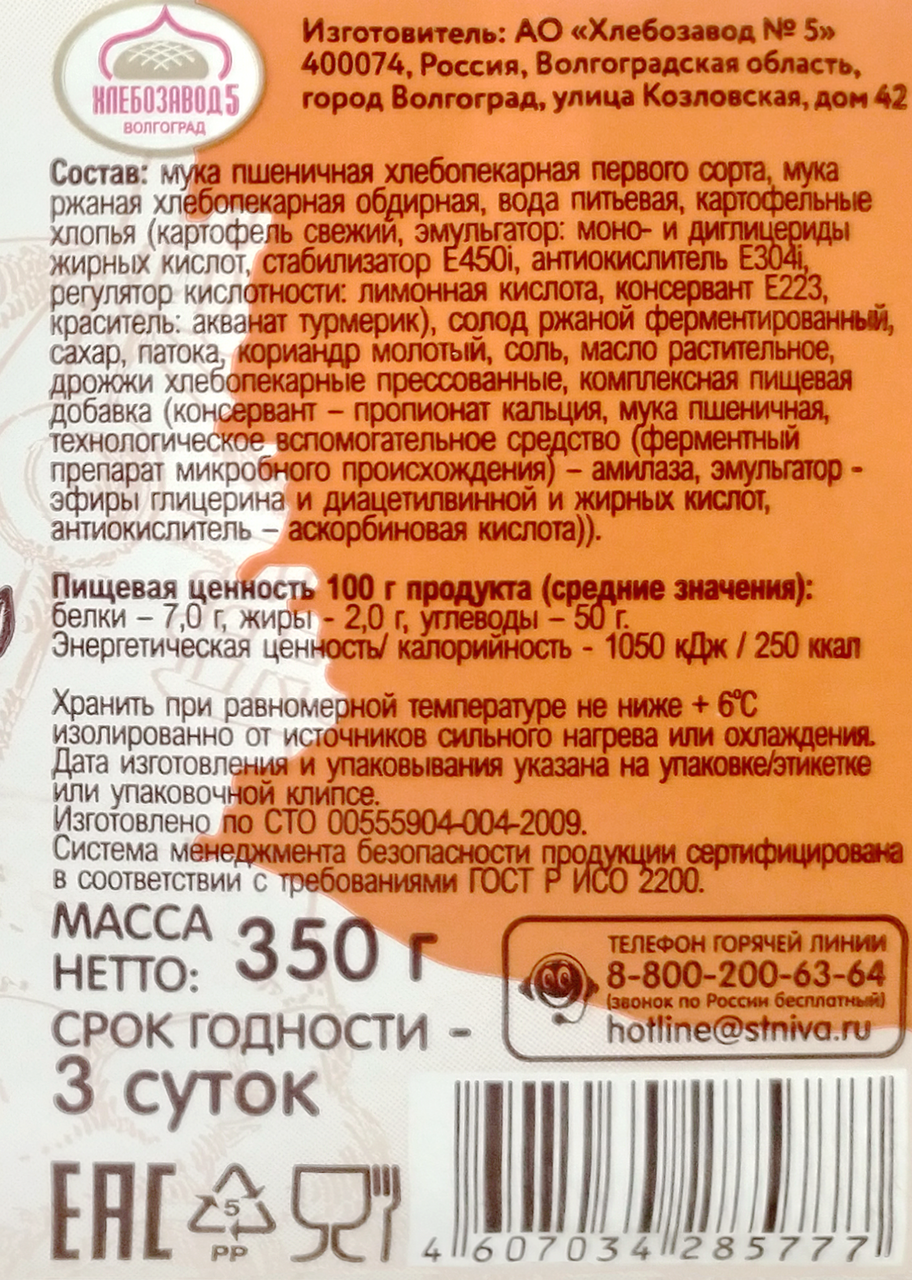 Изготовитель: АО «Хлебозавод № 5»
400074, Россия, Волгоградская область,
город Волгоград, улица Козловская, дом 42
ХЛЕБОЗАВОД 5
ВОЛГОГРАД
Состав: мука пшеничная хлебопекарная первого сорта, мука
ржаная хлебопекарная обдирная, вода питьевая, картофельные
хлопья (картофель свежий, эмульгатор: моно- и диглицериды
жирных кислот, стабилизатор Е450i, антиокислитель Е304i,
регулятор кислотности: лимонная кислота, консервант Е223,
краситель: акванат турмерик), солод ржаной ферментированный,
сахар, патока, кориандр молотый, соль, масло растительное,
дрожжи хлебопекарные прессованные, комплексная пищевая
добавка (консервант – пропионат кальция, мука пшеничная,
технологическое вспомогательное средство (ферментный
препарат микробного происхождения) – амилаза, эмульгатор -
эфиры глицерина и диацетилвинной и жирных кислот,
антиокислитель – аскорбиновая кислота)).
Пищевая ценность 100 г продукта (средние значения):
белки – 7,0 г, жиры - 2,0 г, углеводы – 50 г.
Энергетическая ценность/ калорийность - 1050 кДж / 250 ккал
Хранить при равномерной температуре не ниже + 6°С
изолированно от источников сильного нагрева или охлаждения.
Дата изготовления и упаковывания указана на упаковке/этикетке
или упаковочной клипсе.
Изготовлено по СТО 00555904-004-2009.
Система менеджмента безопасности продукции сертифицирована
в соответствии с требованиями ГОСТ Р ИСО 2200.
МАССА
НЕТТО: 350 г
СРОК ГОДНОСТИ -
3 суток
ТЕЛЕФОН ГОРЯЧЕЙ ЛИНИИ
8-800-200-63-64
(звонок по России бесплатный)
hotline@stniva.ru
ЕАС
5
PP
4 607034 285777